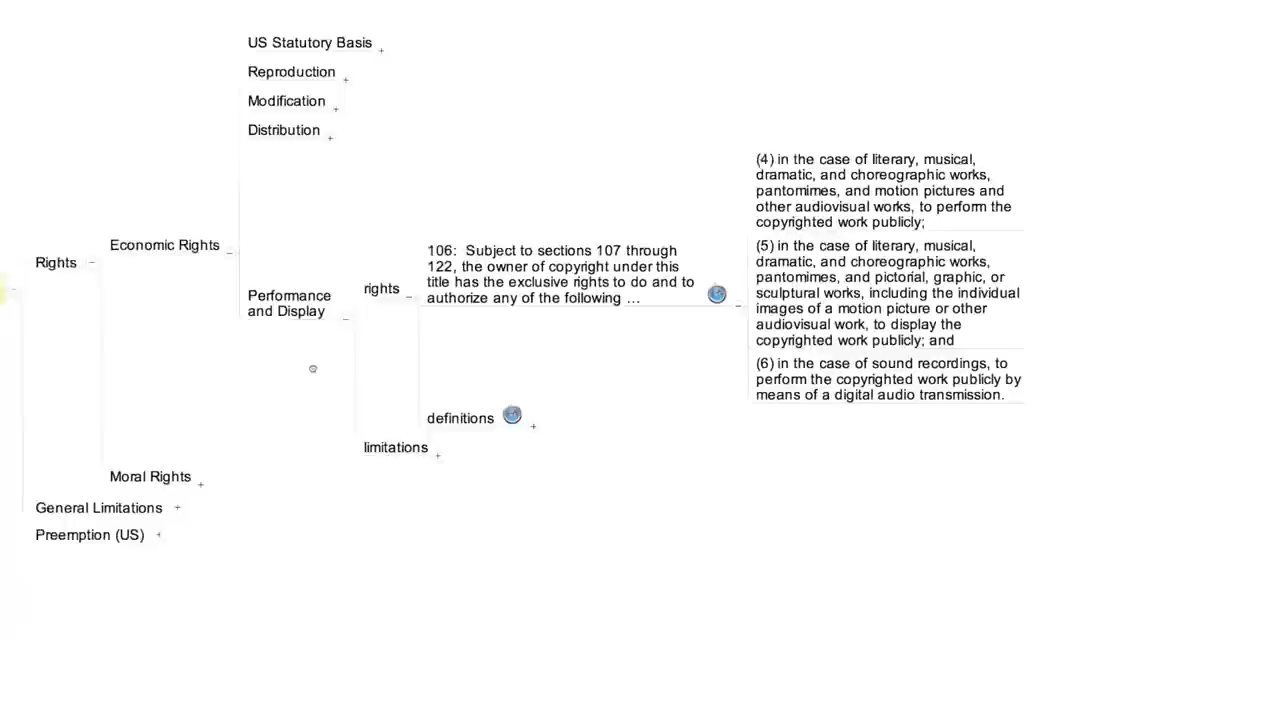 US Statutory Basis
Reproduction
Modification
Distribution
Economic Rights
Rights
Performance
and Display
rights
106:  Subject to sections 107 through
122, the owner of copyright under this
title has the exclusive rights to do and to
authorize any of the following ...
(4) in the case of literary, musical,
dramatic, and choreographic works,
pantomimes, and motion pictures and
other audiovisual works, to perform the
copyrighted work publicly;
(5) in the case of literary, musical,
dramatic, and choreographic works,
pantomimes, and pictorial, graphic, or
sculptural works, including the individual
images of a motion picture or other
audiovisual work, to display the
copyrighted work publicly; and
(6) in the case of sound recordings, to
perform the copyrighted work publicly by
means of a digital audio transmission.
definitions
limitations
Moral Rights
General Limitations
Preemption (US)